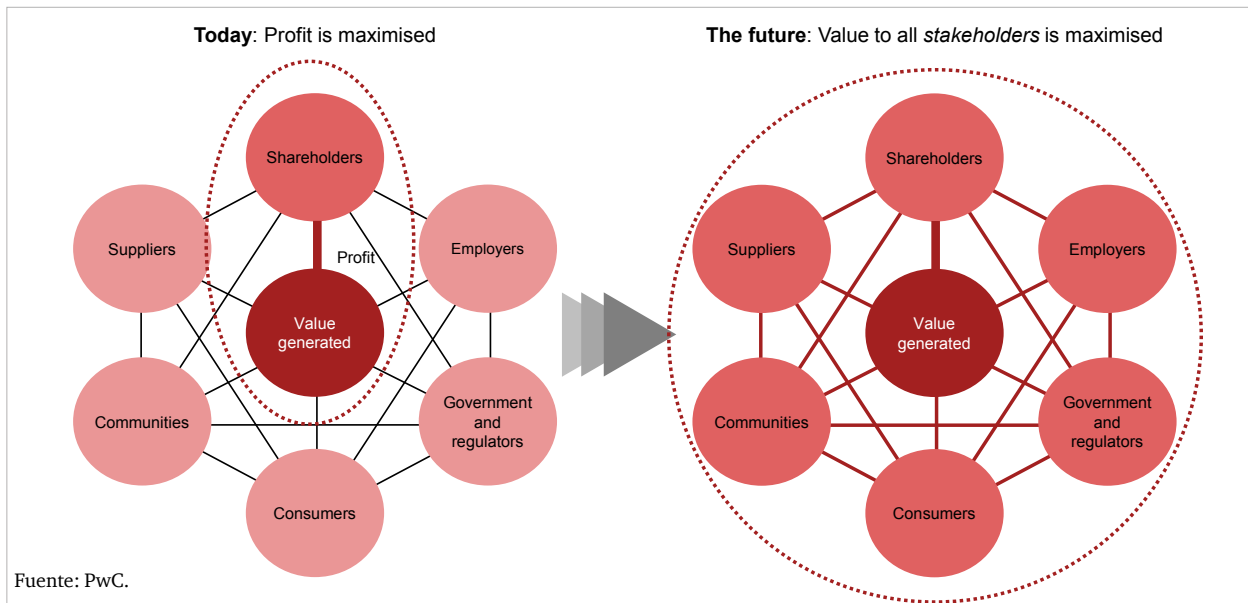 Today: Profit is maximised
Shareholders
Suppliers
Employers
Profit
Value
generated
Communities
Government
and
regulators
Consumers
The future: Value to all stakeholders is maximised
Shareholders
Suppliers
Employers
Value
generated
Communities
Government
and
regulators
Consumers
Fuente: PwC.